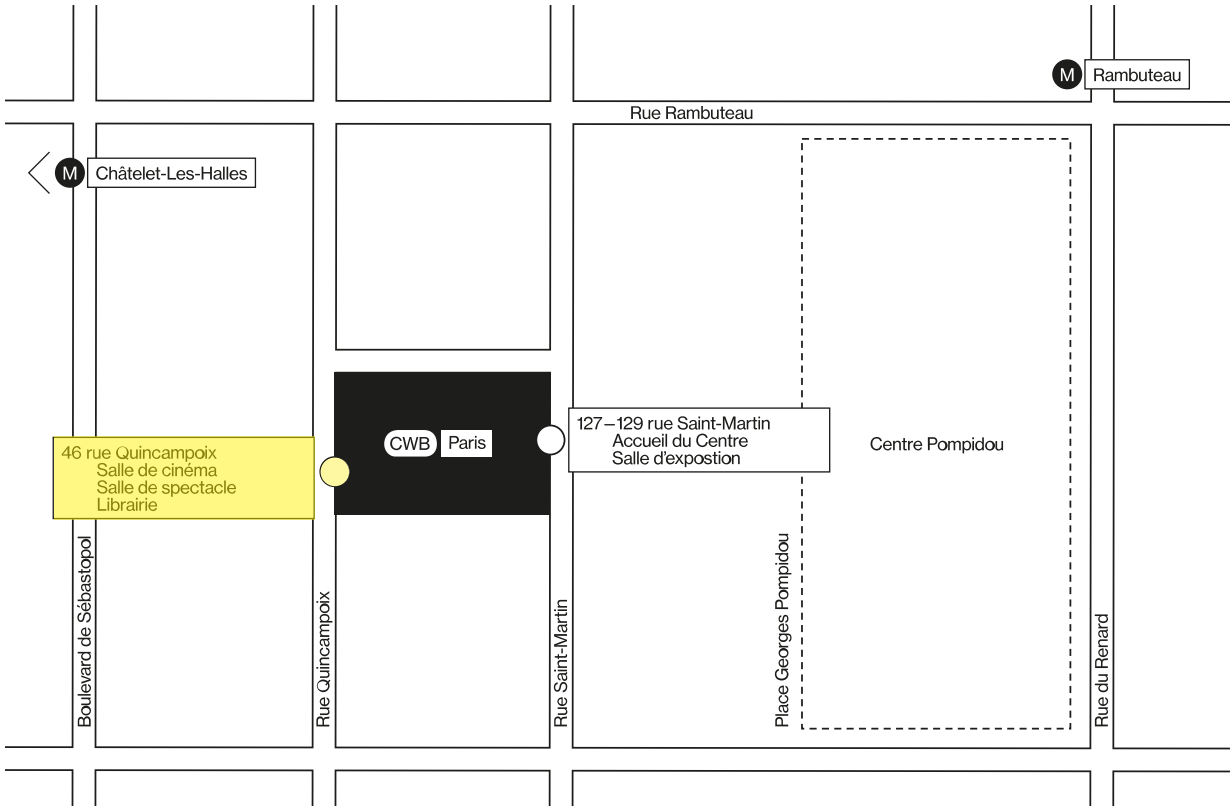 M Rambuteau
Rue Rambuteau
M Châtelet-Les-Halles
127–129 rue Saint-Martin
Accueil du Centre
Salle d'expostion
CWB Paris
Centre Pompidou
46 rue Quincampoix
Salle de cinéma
Salle de spectacle
Librairie
Boulevard de Sébastopol
Rue Quincampoix
Rue Saint-Martin
Place Georges Pompidou
Rue du Renard